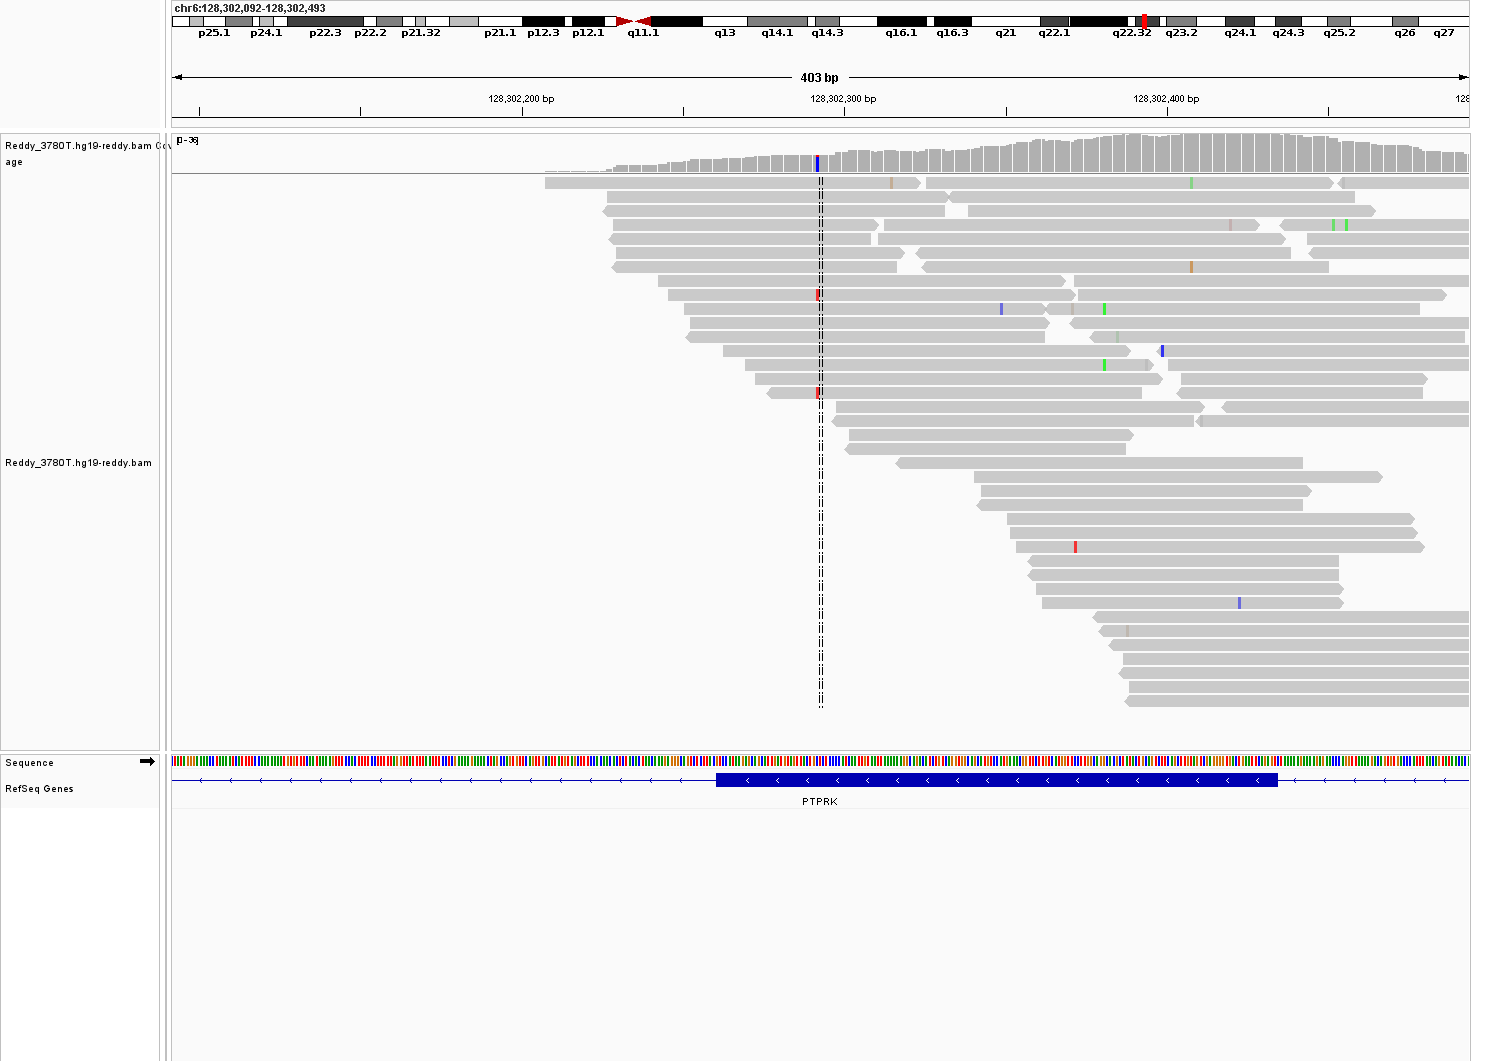 chr6:128,302,092-128,302,493
p25.1 p24.1 p22.3 p22.2 p21.32 p21.1 p12.3 p12.1 q11.1 q13 q14.1 q14.3 q16.1 q16.3 q21 q22.1 q22.32 q23.2 q24.1 q24.3 q25.2 q26 q27
403 bp
128,302,200 bp 128,302,300 bp 128,302,400 bp 128
Reddy_3780T.hg19-reddy.bam Cov
age
[0-36]
Reddy_3780T.hg19-reddy.bam
Sequence
RefSeq Genes
PTPRK